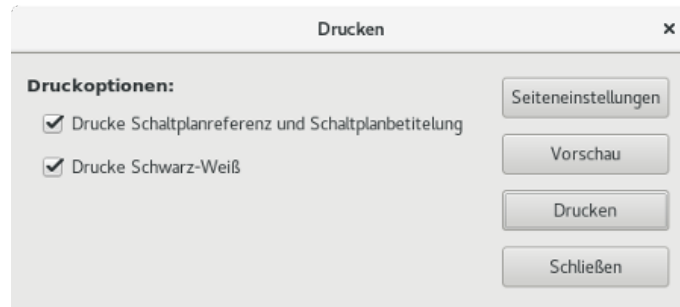 Drucken
Druckoptionen:
Drucke Schaltplanreferenz und Schaltplanbetitelung
Drucke Schwarz-Weiß
Seiteneinstellungen
Vorschau
Drucken
Schließen